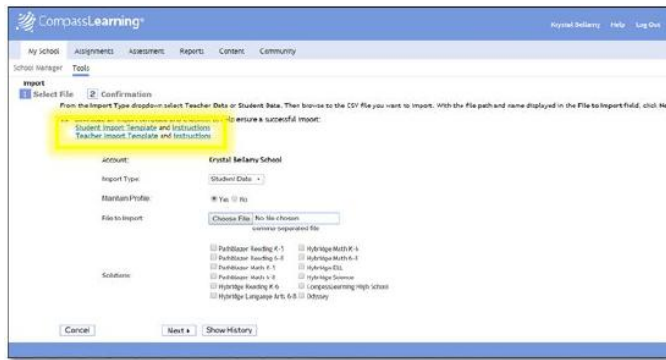 CompassLearning®
Krystal Bellamy Help Log Out
My School Assignments Assessment Reports Content Community
School Manager Tools
Import
1 Select File 2 Confirmation
From the Import Type dropdown select Teacher Data or Student Data. Then browse to the CSV file you want to import. With the file path and name displayed in the File to Import field, click
ensure a successful import:
Student Import Template and Instructions
Teacher Import Template and Instructions
Account: Krystal Bellamy School
Import Type: Student Data
Maintain Profile: Yes No
File to Import: Choose File No file chosen
comma separated file
Solutions:
Pathblazer Reading K-5 Hybridge Math K-6
Pathblazer Reading 6-8 Hybridge Math 6-8
Pathblazer Math K-5 Hybridge ELL
Pathblazer Math 6-8 Hybridge Science
Hybridge Reading K-6 CompassLearning High School
Hybridge Language Arts 6-8 Odyssey
Cancel Next Show History